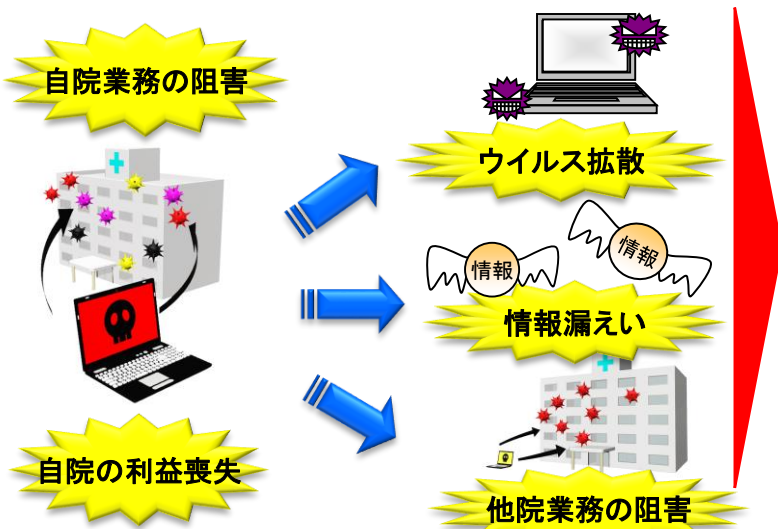 自院業務の阻害
自院の利益喪失
ウイルス拡散
情報
情報
情報漏えい
他院業務の阻害